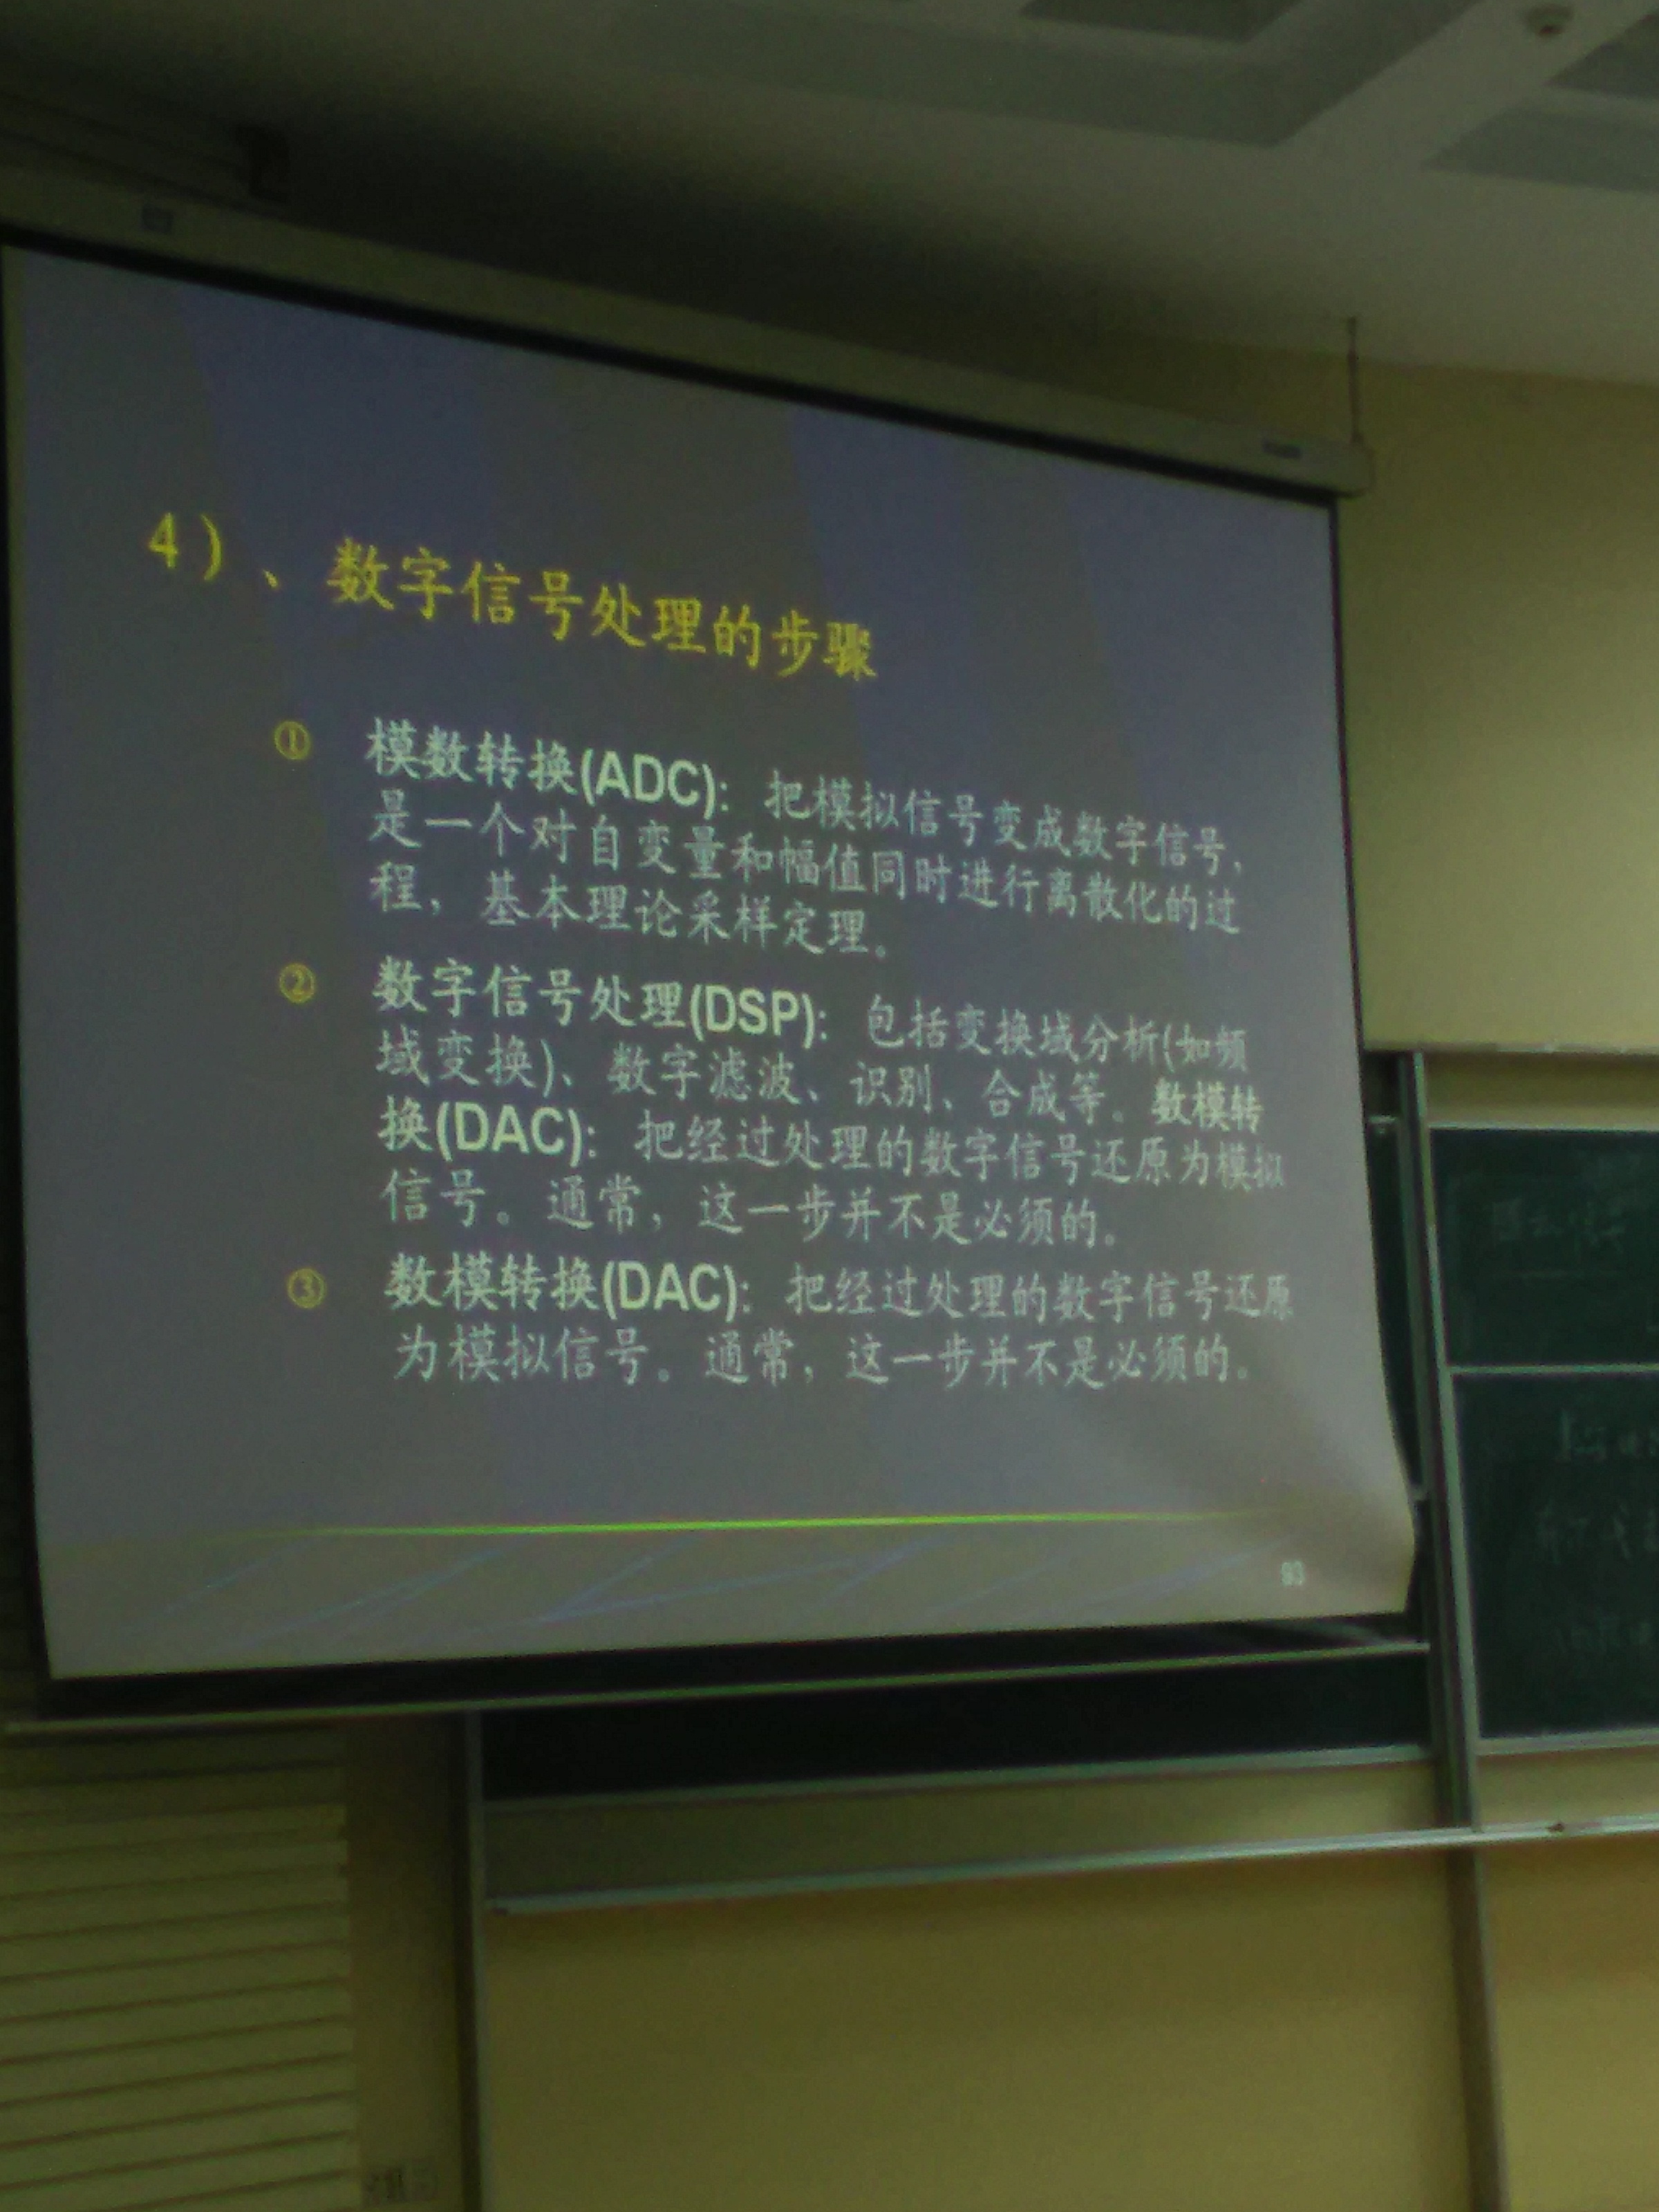 4）、数字信号处理的步骤
① 模数转换(ADC)：把模拟信号变成数字信号，
是一个对自变量和幅值同时进行离散化的过
程，基本理论采样定理。
② 数字信号处理(DSP)：包括变换域分析(如频
域变换)、数字滤波、识别、合成等。数模转
换(DAC)：把经过处理的数字信号还原为模拟
信号。通常，这一步并不是必须的。
③ 数模转换(DAC)：把经过处理的数字信号还原
为模拟信号。通常，这一步并不是必须的。
93